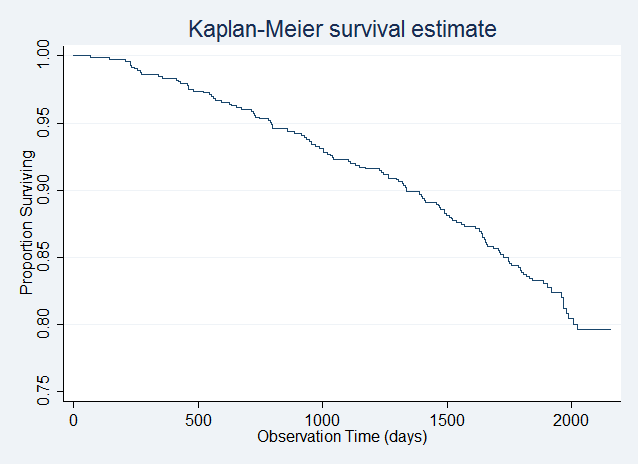 Kaplan-Meier survival estimate
1.00
0.95
0.90
0.85
0.80
0.75
Proportion Surviving
0 500 1000 1500 2000
Observation Time (days)